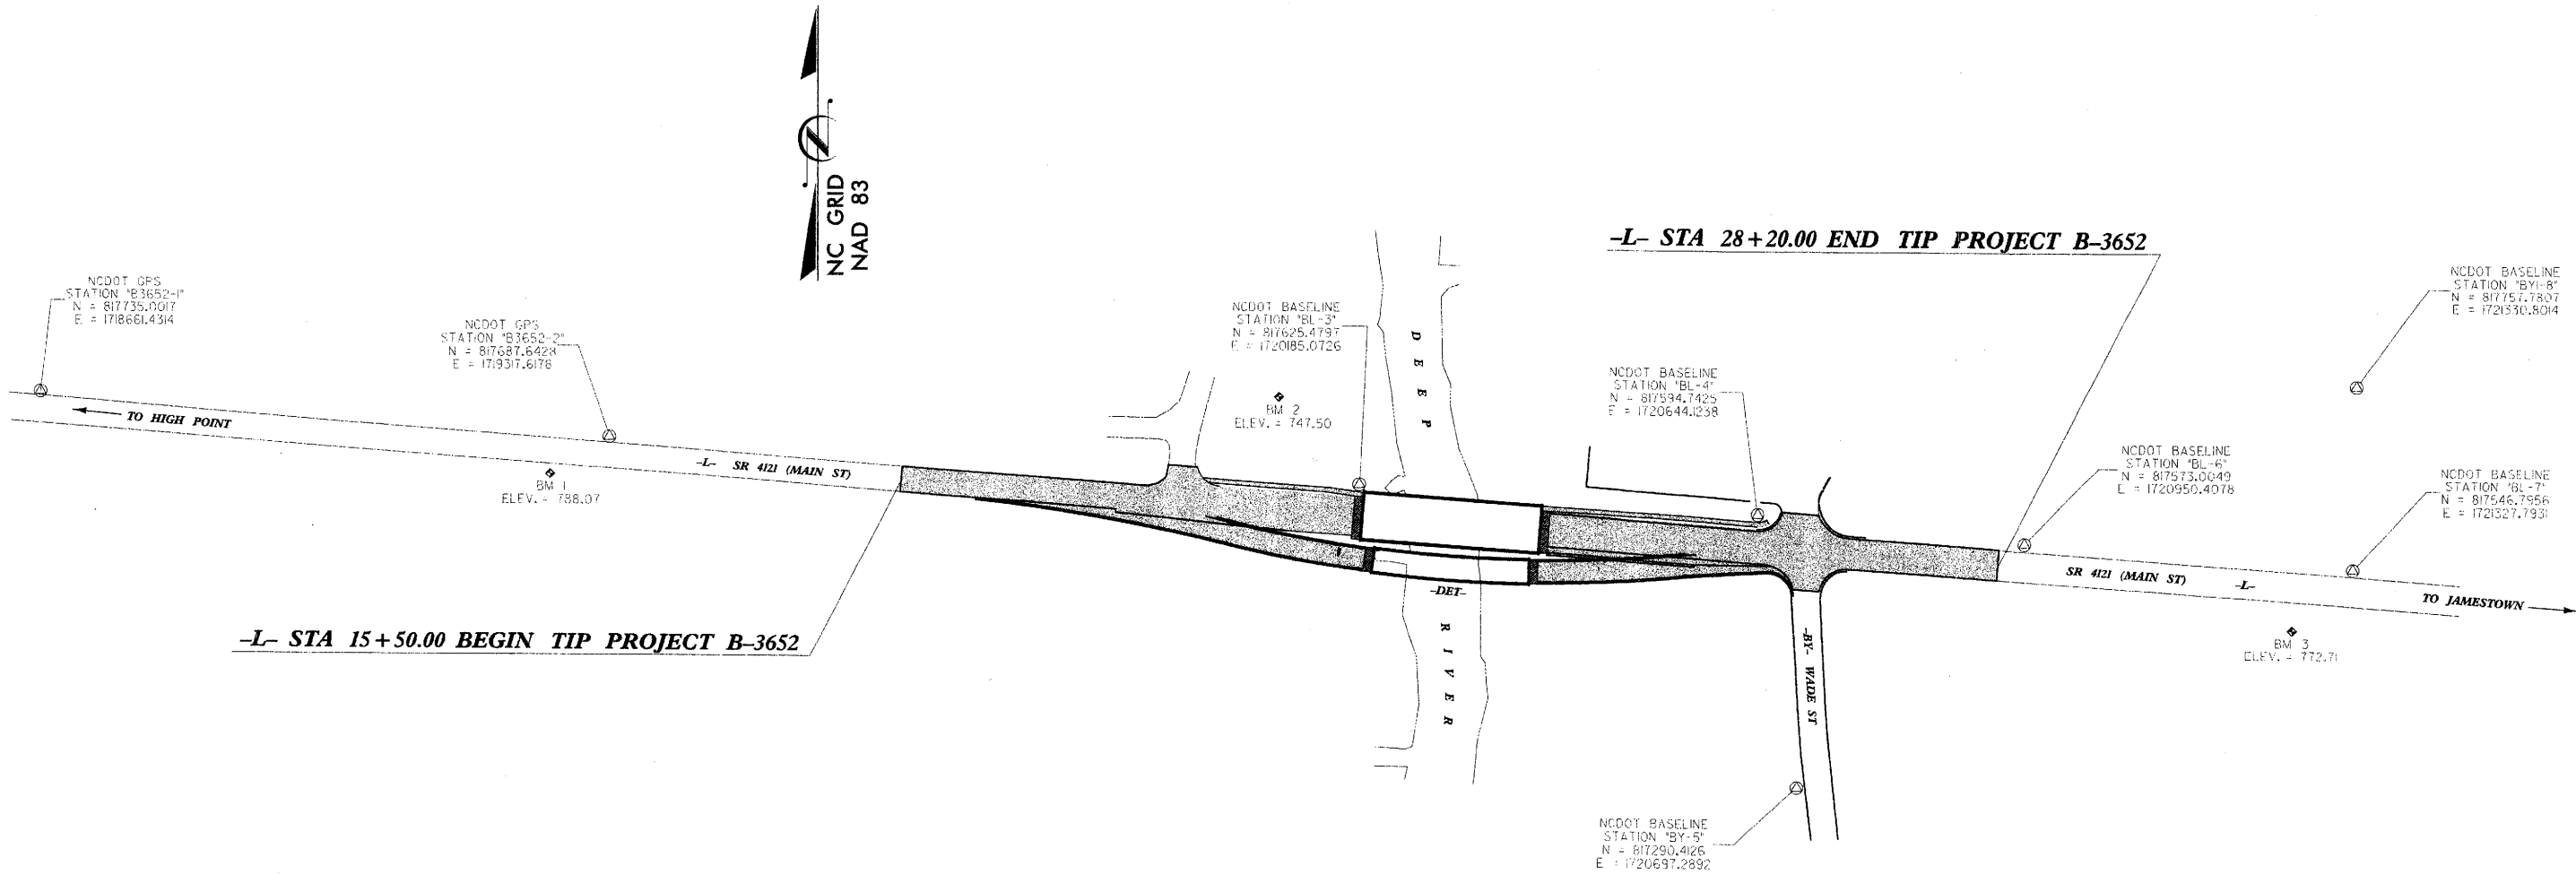 NC GRID
NAD 83
-L- STA 28+20.00 END TIP PROJECT B-3652
NCDOT GPS
STATION "B3652-1"
N = 817735.0017
E = 1718661.4314
NCDOT GPS
STATION "B3652-2"
N = 817687.6428
E = 1719317.6178
NCDOT BASELINE
STATION "BL-3"
N = 817625.4797
E = 1720185.0726
BM 2
ELEV. = 747.50
DEEP
NCDOT BASELINE
STATION "BL-4"
N = 817594.7425
E = 1720644.1238
NCDOT BASELINE
STATION "BY1-8"
N = 817757.7807
E = 1721330.8014
NCDOT BASELINE
STATION "BL-6"
N = 817573.0049
E = 1720950.4078
NCDOT BASELINE
STATION "BL-7"
N = 817546.7956
E = 1721327.7931
TO HIGH POINT
BM 1
ELEV. = 788.07
-L- SR 4121 (MAIN ST)
SR 4121 (MAIN ST) -L-
TO JAMESTOWN
-DET-
RIVER
-L- STA 15+50.00 BEGIN TIP PROJECT B-3652
-BY- WADE ST
BM 3
ELEV. = 772.71
NCDOT BASELINE
STATION "BY-5"
N = 817290.4126
E = 1720697.2892